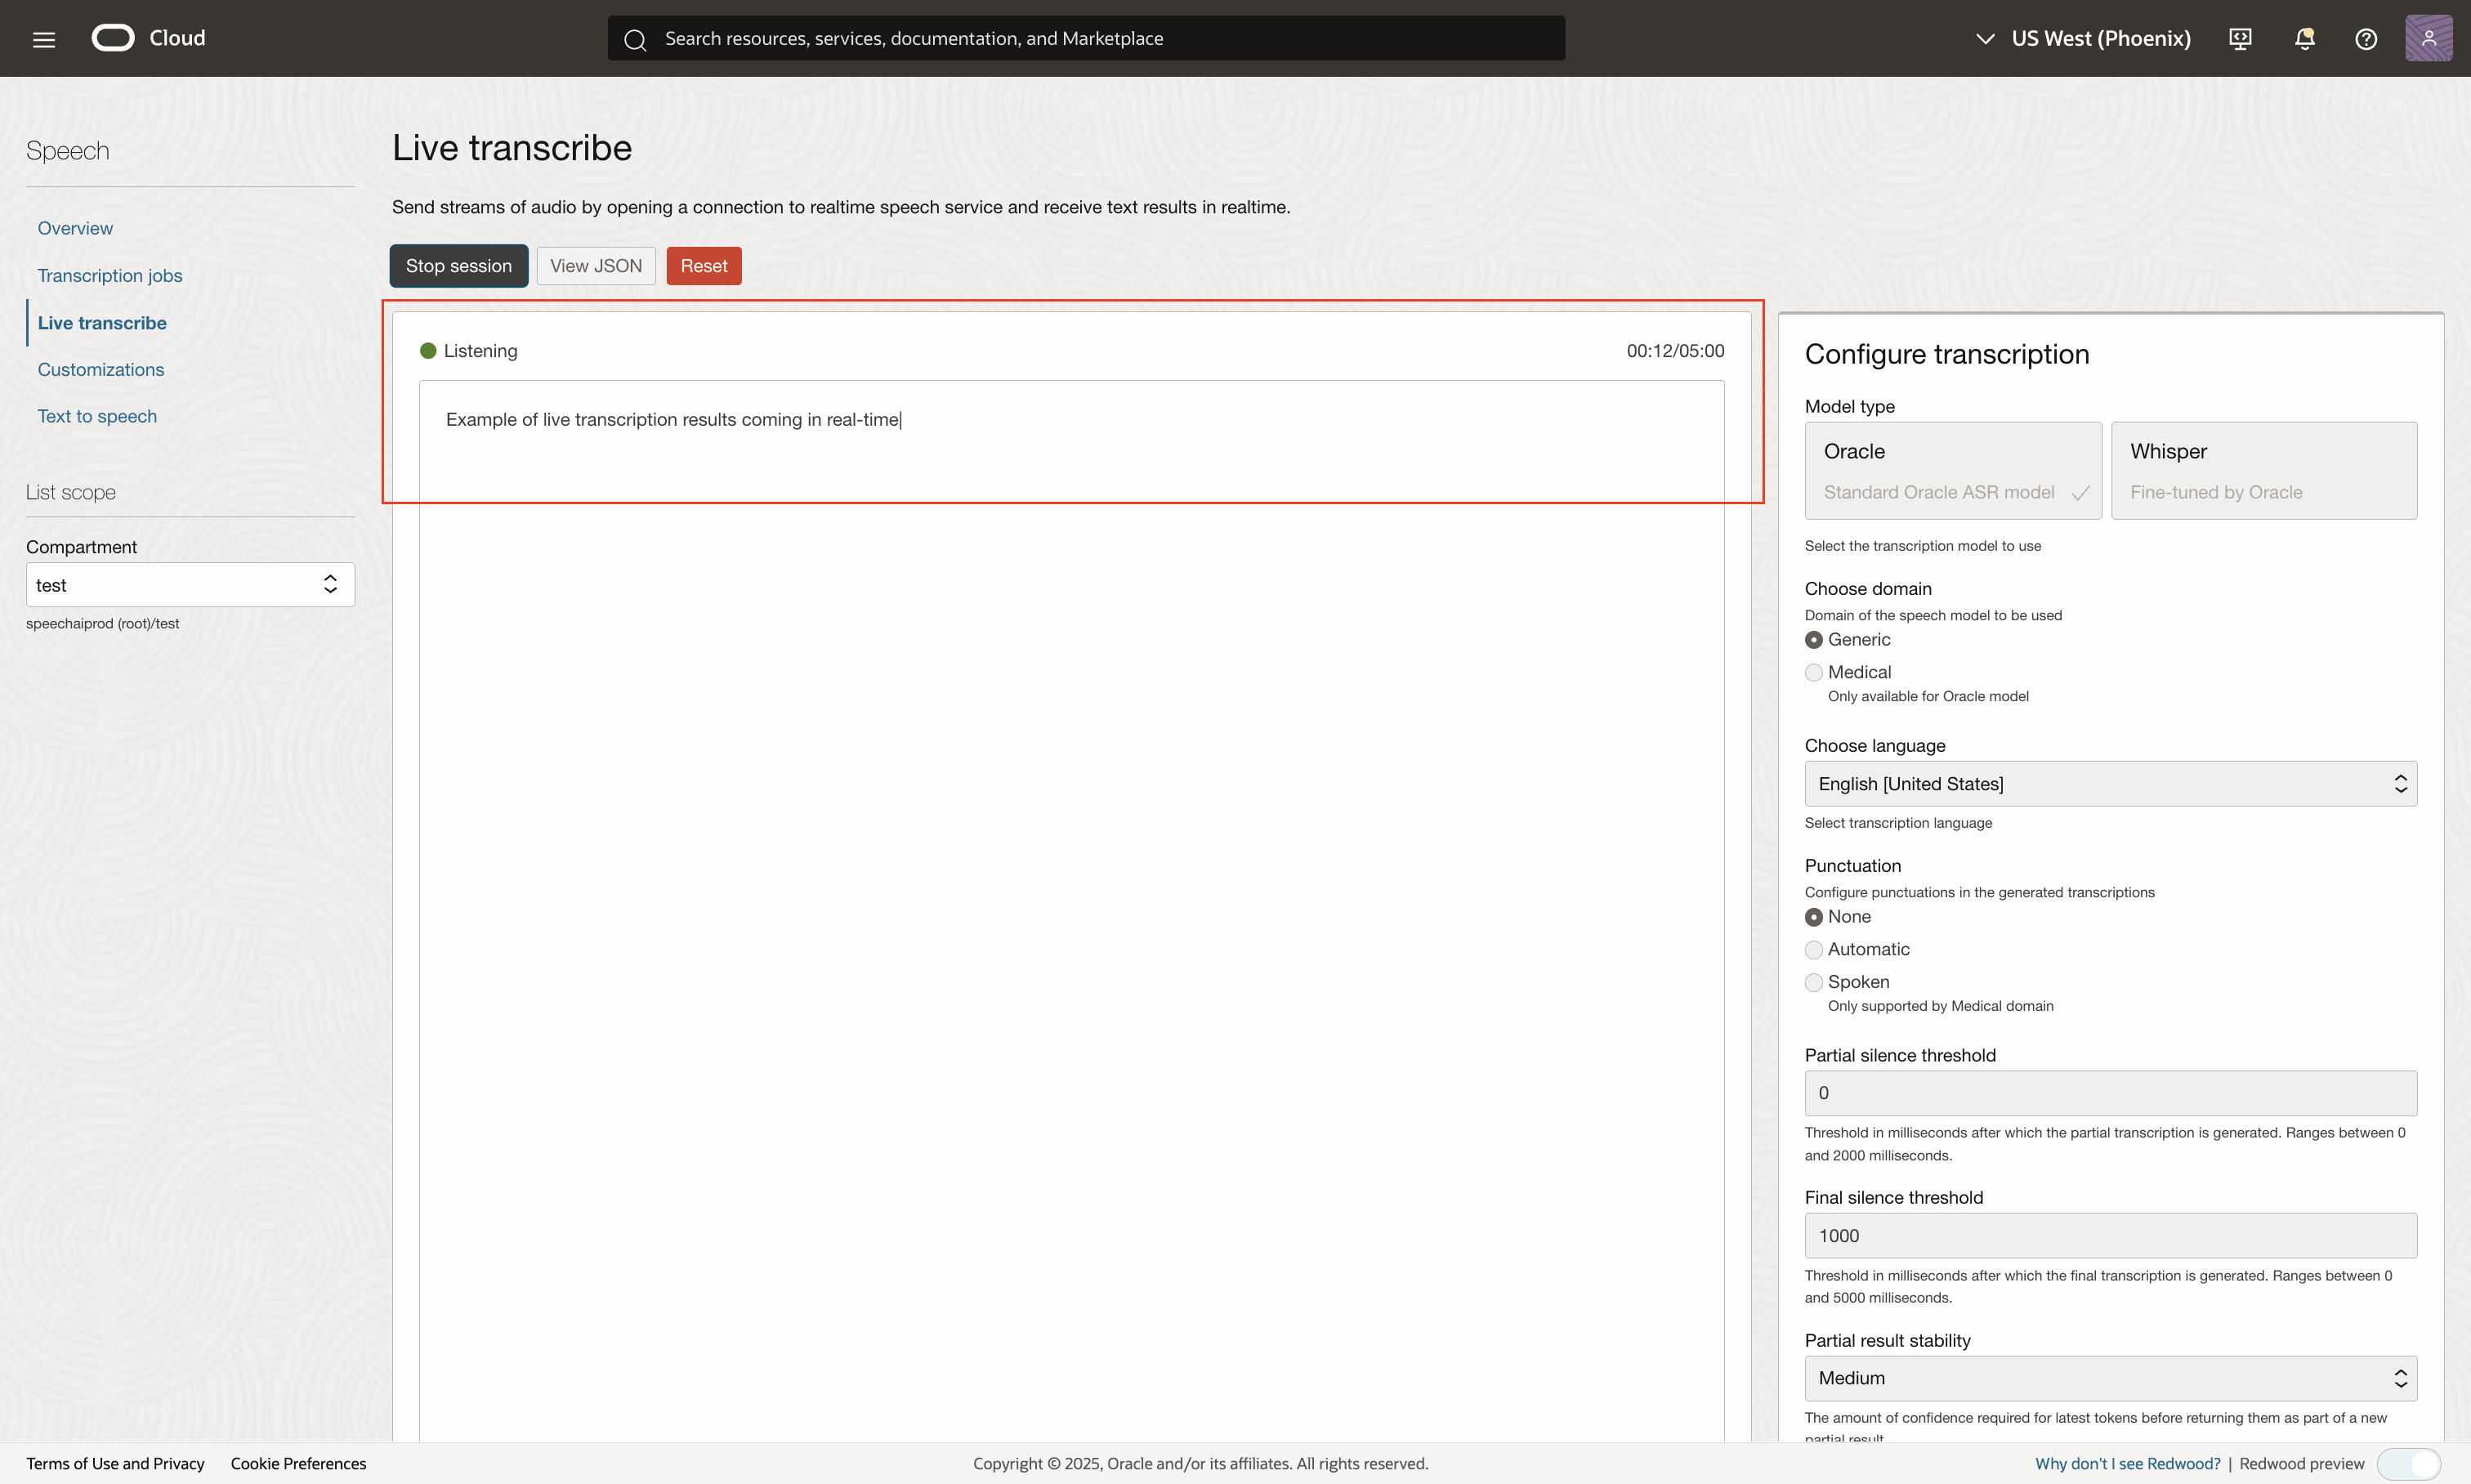 Cloud
Search resources, services, documentation, and Marketplace
US West (Phoenix)
Speech
Overview
Transcription jobs
Live transcribe
Customizations
Text to speech
List scope
Compartment
test
speechaiprod (root)/test
Live transcribe
Send streams of audio by opening a connection to realtime speech service and receive text results in realtime.
Stop session
View JSON
Reset
Listening
00:12/05:00
Example of live transcription results coming in real-time
Configure transcription
Model type
Oracle
Standard Oracle ASR model
Whisper
Fine-tuned by Oracle
Select the transcription model to use
Choose domain
Domain of the speech model to be used
Generic
Medical
Only available for Oracle model
Choose language
English [United States]
Select transcription language
Punctuation
Configure punctuations in the generated transcriptions
None
Automatic
Spoken
Only supported by Medical domain
Partial silence threshold
0
Threshold in milliseconds after which the partial transcription is generated. Ranges between 0
and 2000 milliseconds.
Final silence threshold
1000
Threshold in milliseconds after which the final transcription is generated. Ranges between 0
and 5000 milliseconds.
Partial result stability
Medium
The amount of confidence required for latest tokens before returning them as part of a new
partial result
Terms of Use and Privacy
Cookie Preferences
Copyright © 2025, Oracle and/or its affiliates. All rights reserved.
Why don't I see Redwood? | Redwood preview